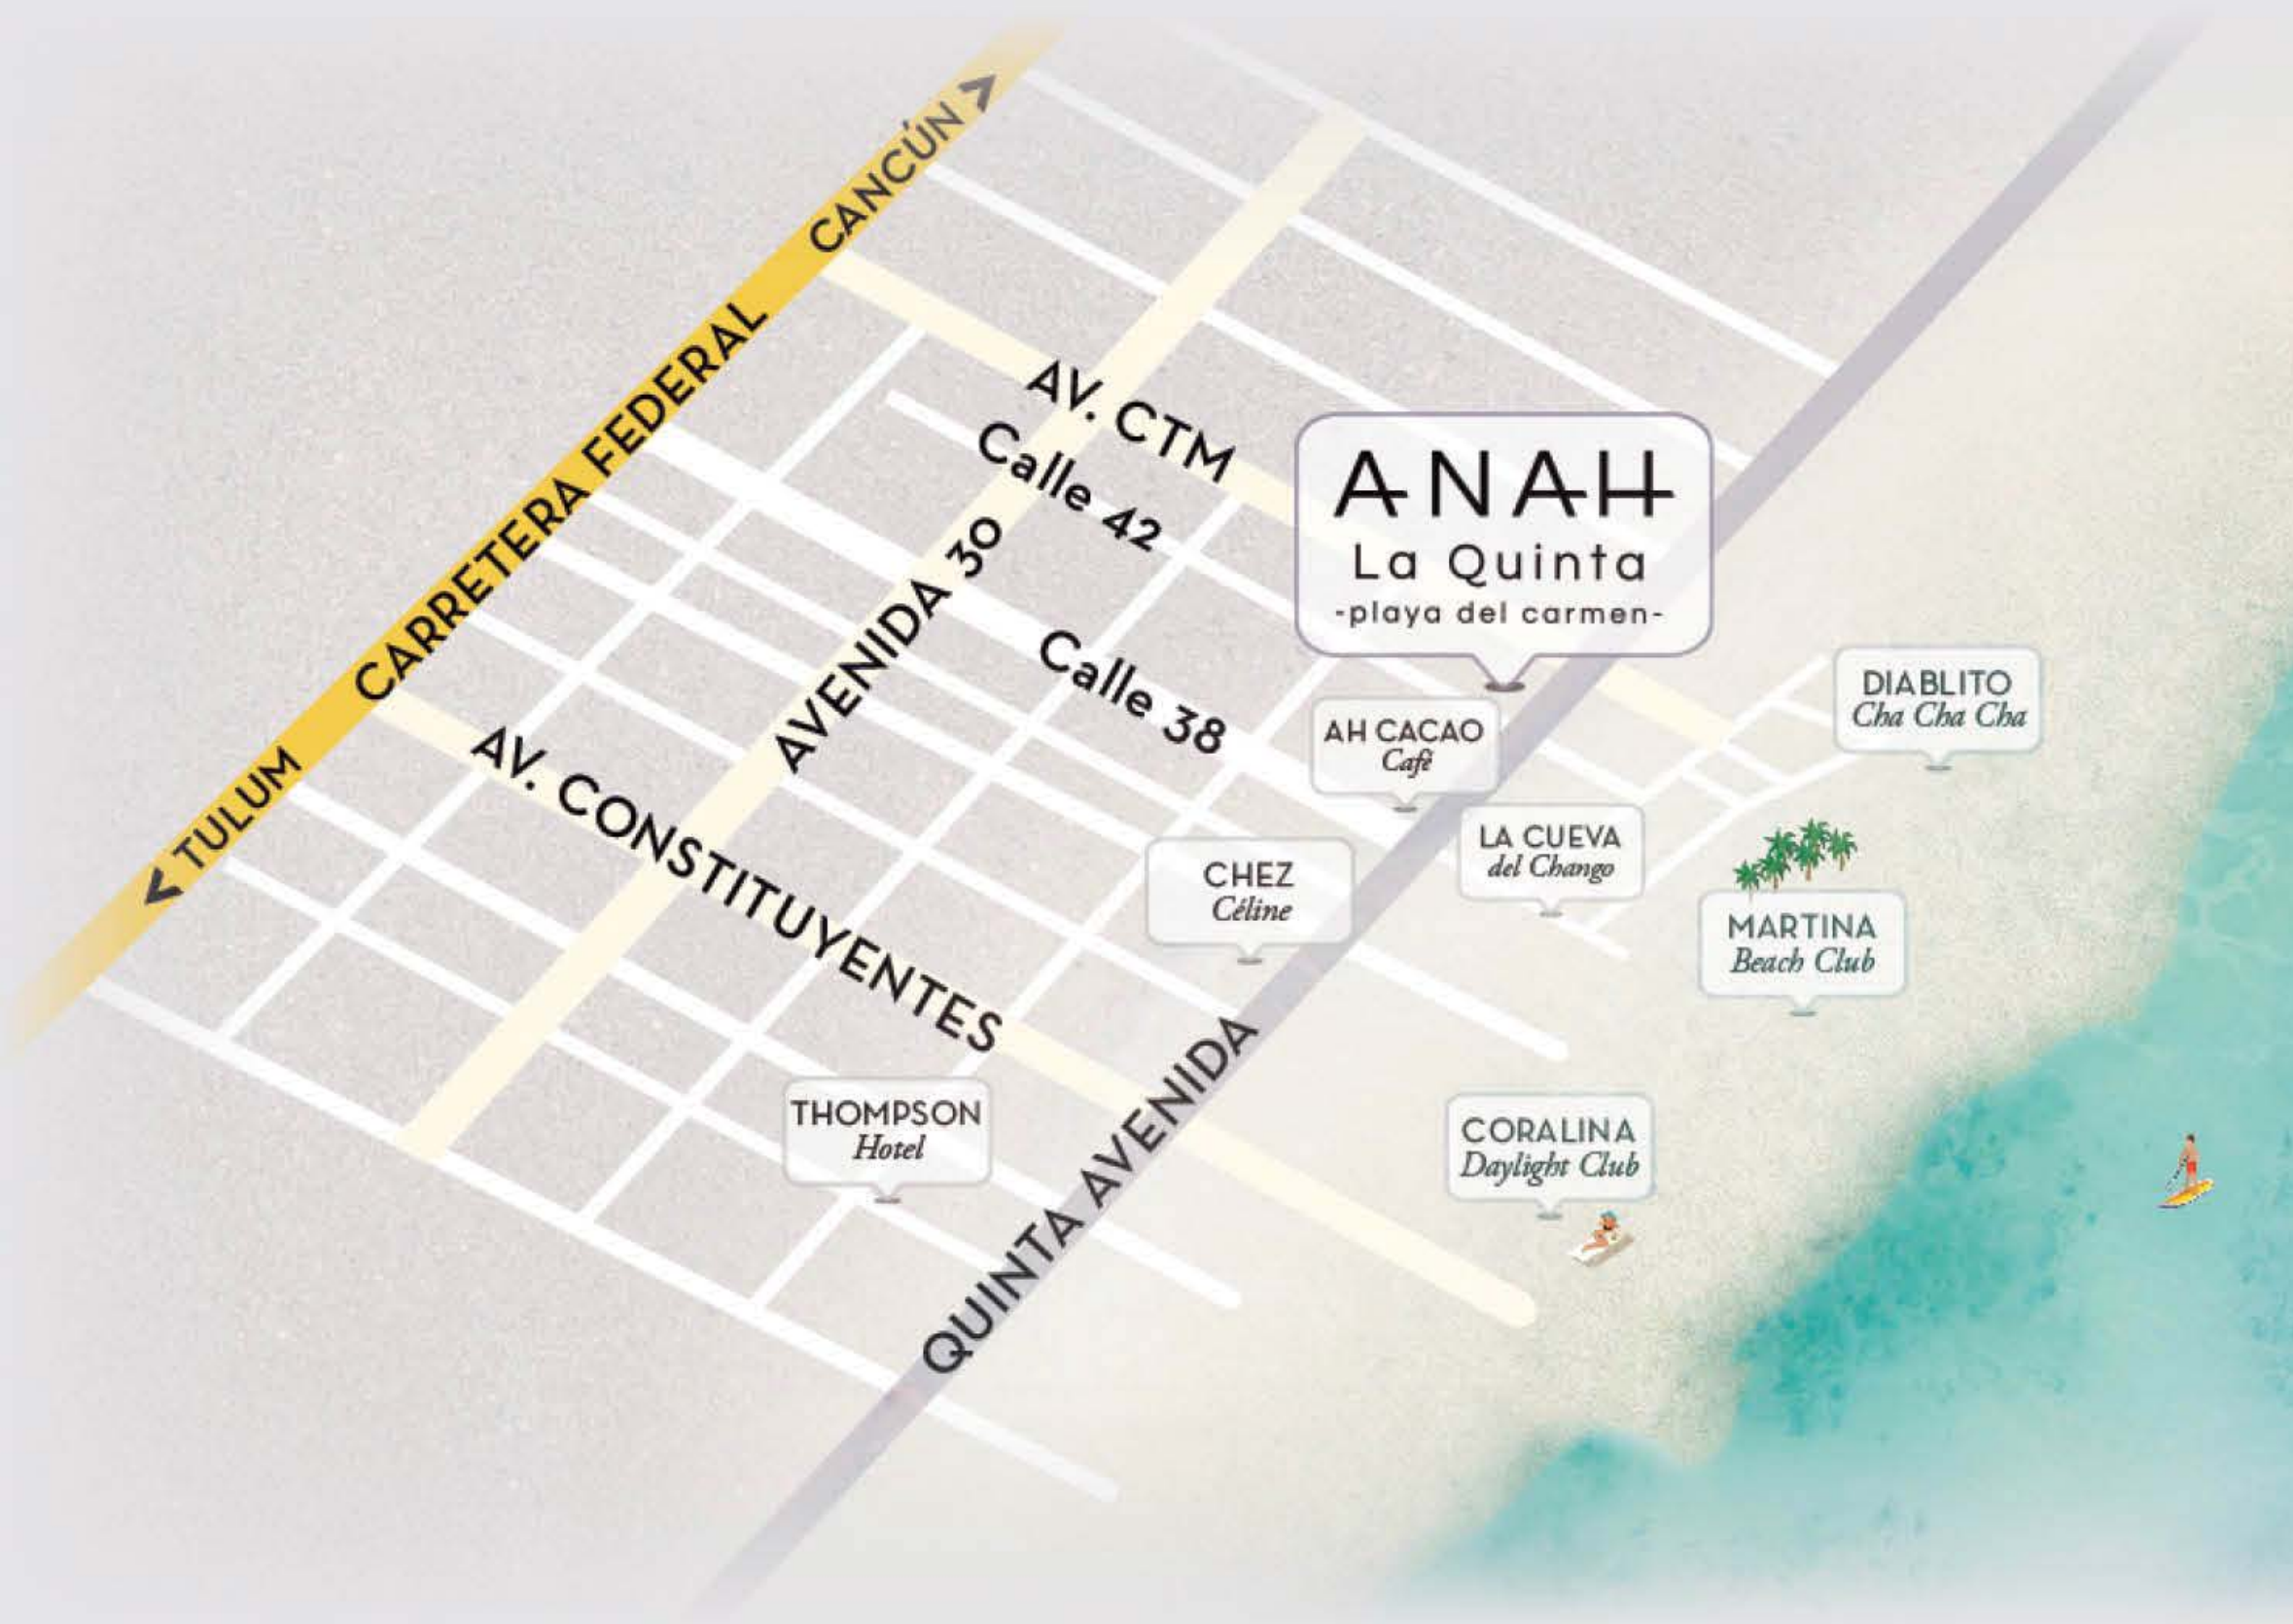 CANCÚN >
CARRETERA FEDERAL
< TULUM
AV. CTM
Calle 42
AVENIDA 30
Calle 38
AV. CONSTITUYENTES
QUINTA AVENIDA
ANAH
La Quinta
-playa del carmen-
DIABLITO
Cha Cha Cha
AH CACAO
Café
LA CUEVA
del Chango
CHEZ
Céline
MARTINA
Beach Club
THOMPSON
Hotel
CORALINA
Daylight Club